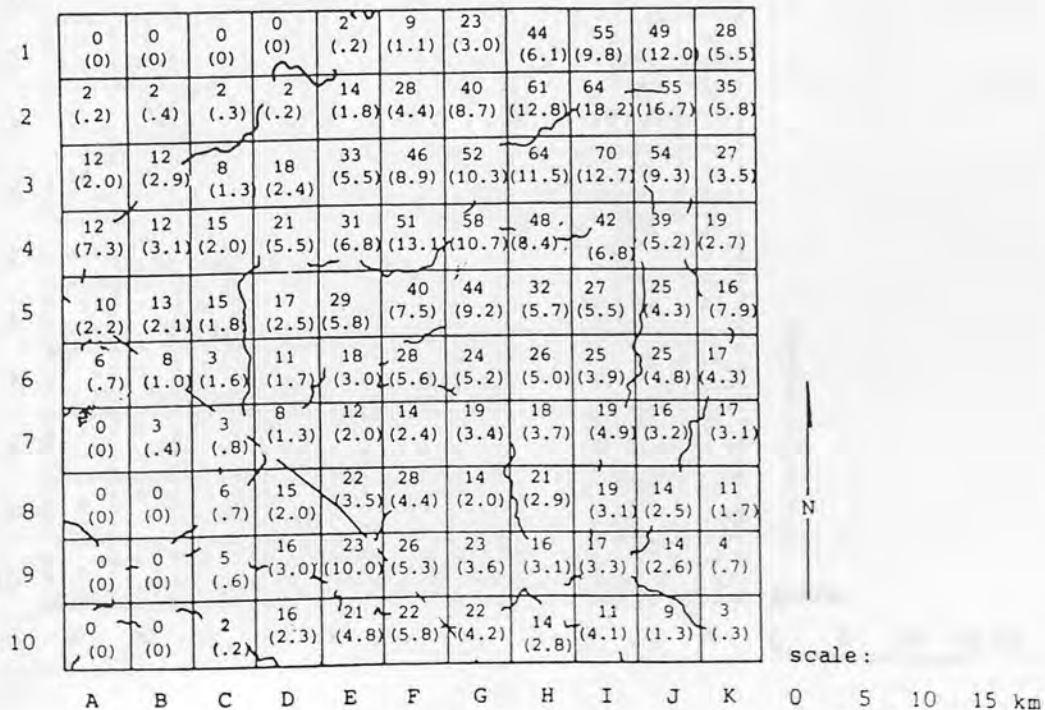 1 0 0 0 0 2 9 23 44 55 49 28
(0) (0) (0) (0) (.2) (1.1) (3.0) (6.1) (9.8) (12.0) (5.5)
2 2 2 2 2 14 28 40 61 64 55 35
(.2) (.4) (.3) (.2) (1.8) (4.4) (8.7) (12.8) (18.2) (16.7) (5.8)
3 12 12 8 18 33 46 52 64 70 54 27
(2.0) (2.9) (1.3) (2.4) (5.5) (8.9) (10.3) (11.5) (12.7) (9.3) (3.5)
4 12 12 15 21 31 51 58 48 42 39 19
(7.3) (3.1) (2.0) (5.5) (6.8) (13.1) (10.7) (8.4) (6.8) (5.2) (2.7)
5 10 13 15 17 29 40 44 32 27 25 16
(2.2) (2.1) (1.8) (2.5) (5.8) (7.5) (9.2) (5.7) (5.5) (4.3) (7.9)
6 6 8 3 11 18 28 24 26 25 25 17
(.7) (1.0) (1.6) (1.7) (3.0) (5.6) (5.2) (5.0) (3.9) (4.8) (4.3)
7 0 3 3 8 12 14 19 18 19 16 17
(0) (.4) (.8) (1.3) (2.0) (2.4) (3.4) (3.7) (4.9) (3.2) (3.1)
8 0 0 6 15 22 28 14 21 19 14 11
(0) (0) (.7) (2.0) (3.5) (4.4) (2.0) (2.9) (3.1) (2.5) (1.7)
N
9 0 0 5 16 23 26 23 16 17 14 4
(0) (0) (.6) (3.0) (10.0) (5.3) (3.6) (3.1) (3.3) (2.6) (.7)
10 0 0 2 16 21 22 22 14 11 9 3
(0) (0) (.2) (2.3) (4.8) (5.8) (4.2) (2.8) (4.1) (1.3) (.3)
scale:
A B C D E F G H I J K 0 5 10 15 km